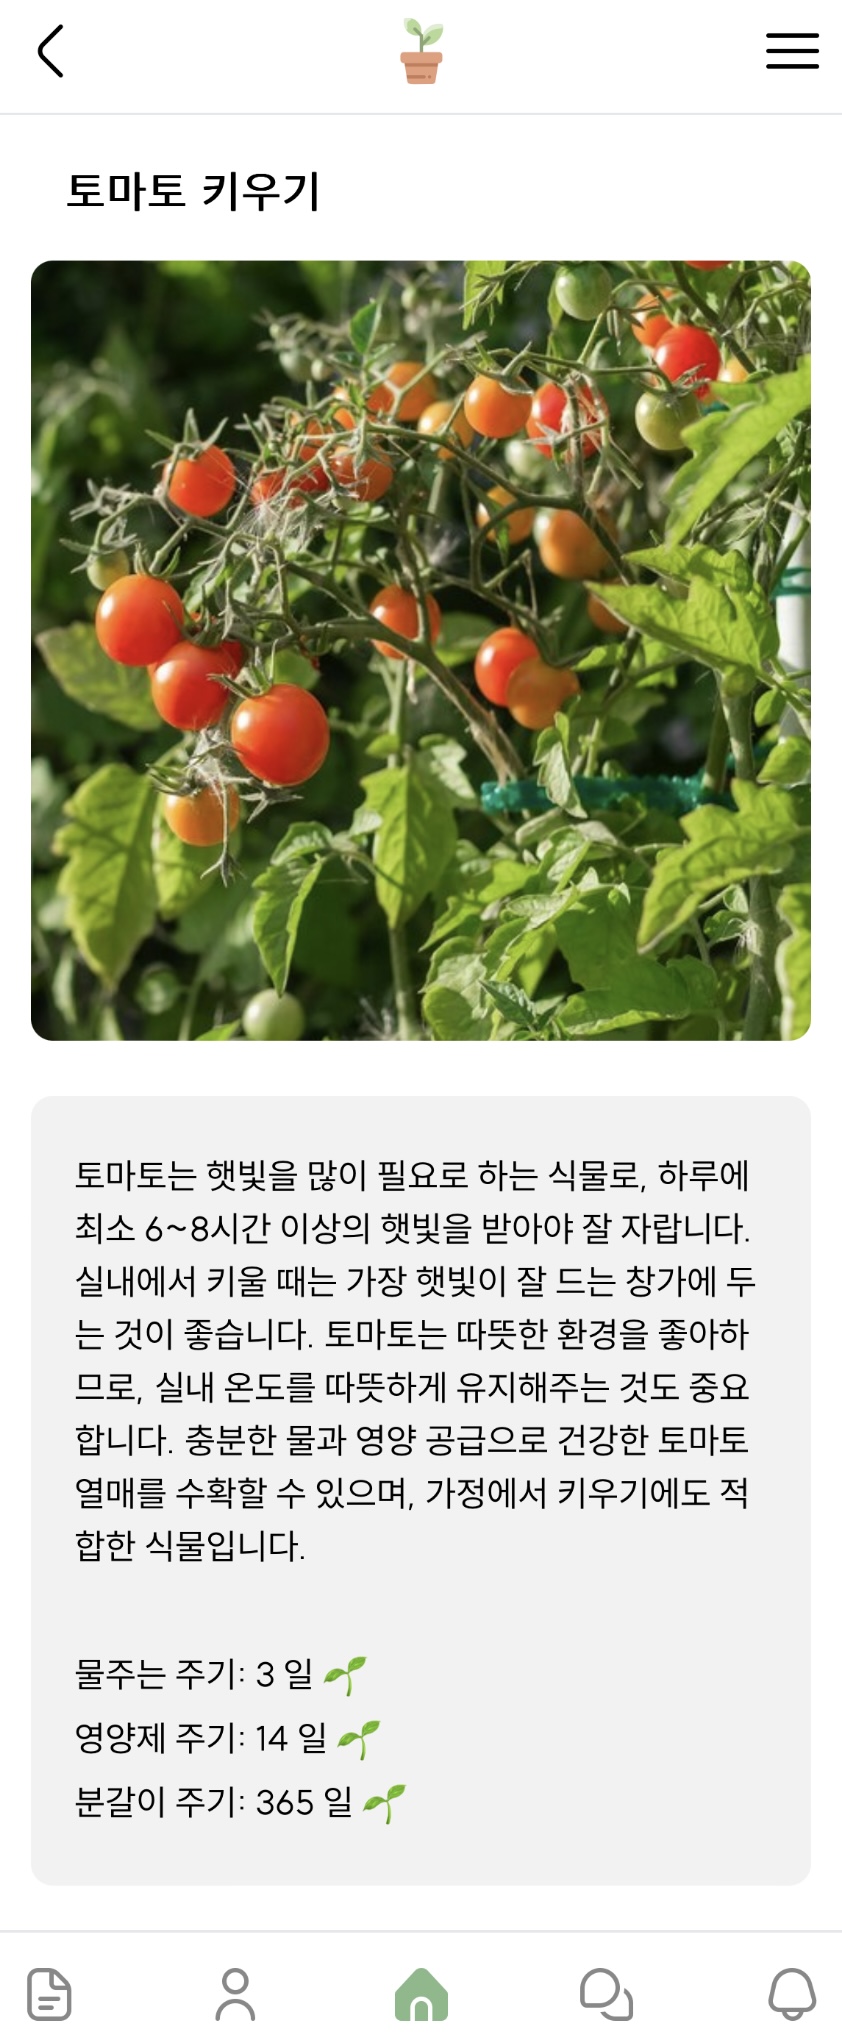 토마토 키우기
토마토는 햇빛을 많이 필요로 하는 식물로, 하루에
최소 6~8시간 이상의 햇빛을 받아야 잘 자랍니다.
실내에서 키울 때는 가장 햇빛이 잘 드는 창가에 두
는 것이 좋습니다. 토마토는 따뜻한 환경을 좋아하
므로, 실내 온도를 따뜻하게 유지해주는 것도 중요
합니다. 충분한 물과 영양 공급으로 건강한 토마토
열매를 수확할 수 있으며, 가정에서 키우기에도 적
합한 식물입니다.
물주는 주기: 3 일 🌱
영양제 주기: 14 일 🌱
분갈이 주기: 365 일 🌱